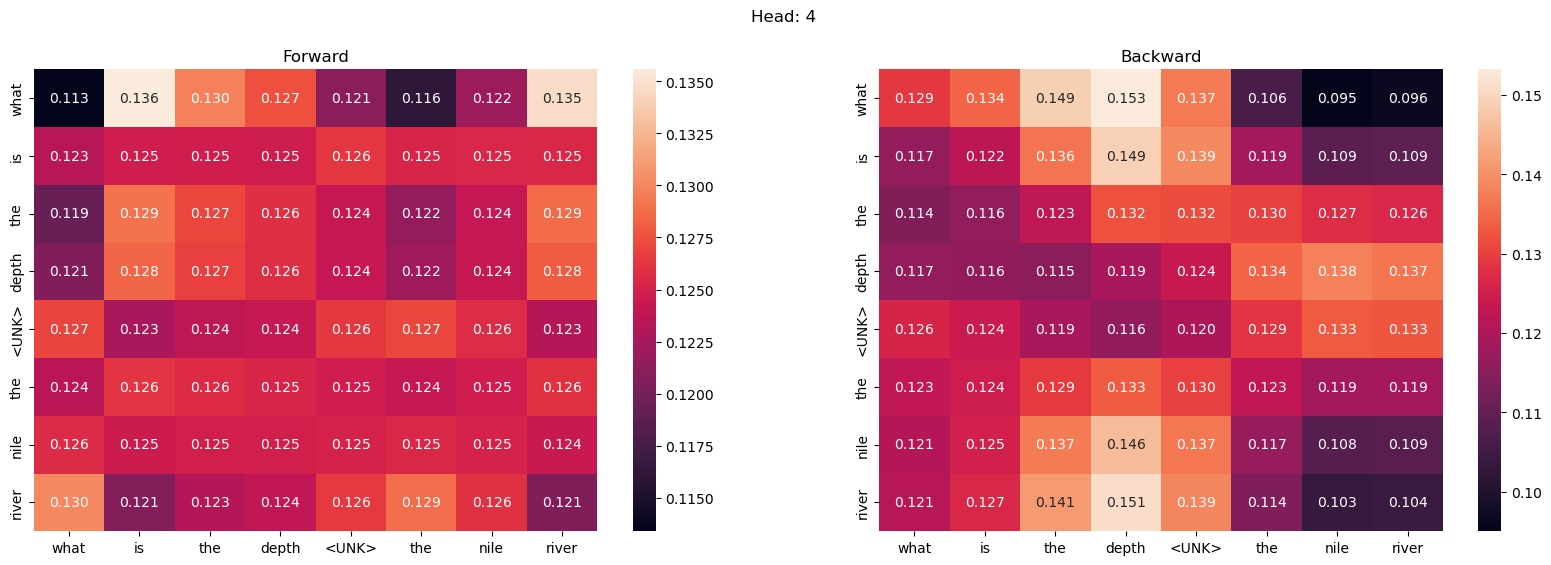 Head: 4
Forward
what 0.113 0.136 0.130 0.127 0.121 0.116 0.122 0.135
is 0.123 0.125 0.125 0.125 0.126 0.125 0.125 0.125
the 0.119 0.129 0.127 0.126 0.124 0.122 0.124 0.129
depth 0.121 0.128 0.127 0.126 0.124 0.122 0.124 0.128
<UNK> 0.127 0.123 0.124 0.124 0.126 0.127 0.126 0.123
the 0.124 0.126 0.126 0.125 0.125 0.124 0.125 0.126
nile 0.126 0.125 0.125 0.125 0.125 0.125 0.125 0.124
river 0.130 0.121 0.123 0.124 0.126 0.129 0.126 0.121
what is the depth <UNK> the nile river
0.1350
0.1325
0.1300
0.1275
0.1250
0.1225
0.1200
0.1175
0.1150
Backward
what 0.129 0.134 0.149 0.153 0.137 0.106 0.095 0.096
is 0.117 0.122 0.136 0.149 0.139 0.119 0.109 0.109
the 0.114 0.116 0.123 0.132 0.132 0.130 0.127 0.126
depth 0.117 0.116 0.115 0.119 0.124 0.134 0.138 0.137
<UNK> 0.126 0.124 0.119 0.116 0.120 0.129 0.133 0.133
the 0.123 0.124 0.129 0.133 0.130 0.123 0.119 0.119
nile 0.121 0.125 0.137 0.146 0.137 0.117 0.108 0.109
river 0.121 0.127 0.141 0.151 0.139 0.114 0.103 0.104
what is the depth <UNK> the nile river
0.15
0.14
0.13
0.12
0.11
0.10